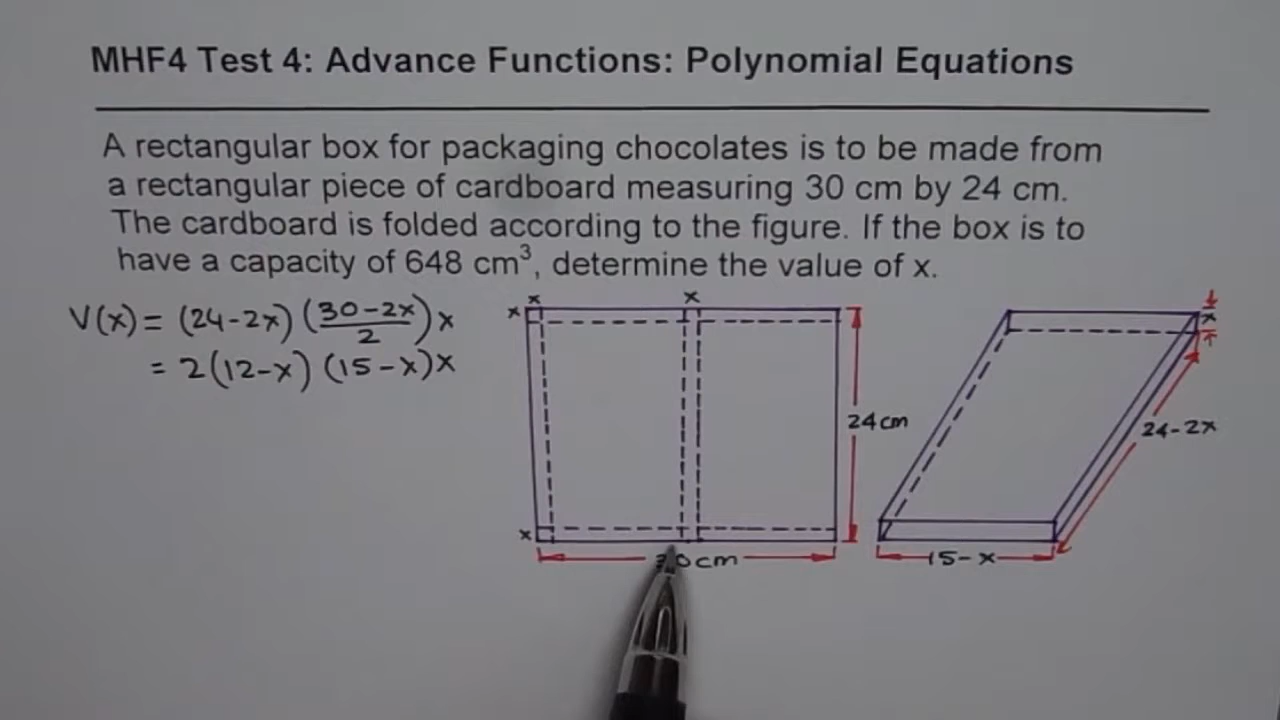 MHF4 Test 4: Advance Functions: Polynomial Equations
A rectangular box for packaging chocolates is to be made from
a rectangular piece of cardboard measuring 30 cm by 24 cm.
The cardboard is folded according to the figure. If the box is to
have a capacity of 648 cm³, determine the value of x.
V(x) = (24-2x) (30-2x/2) x
= 2(12-x) (15-x)x
x
x
x
x
24 cm
30cm
x
24-2x
15-x